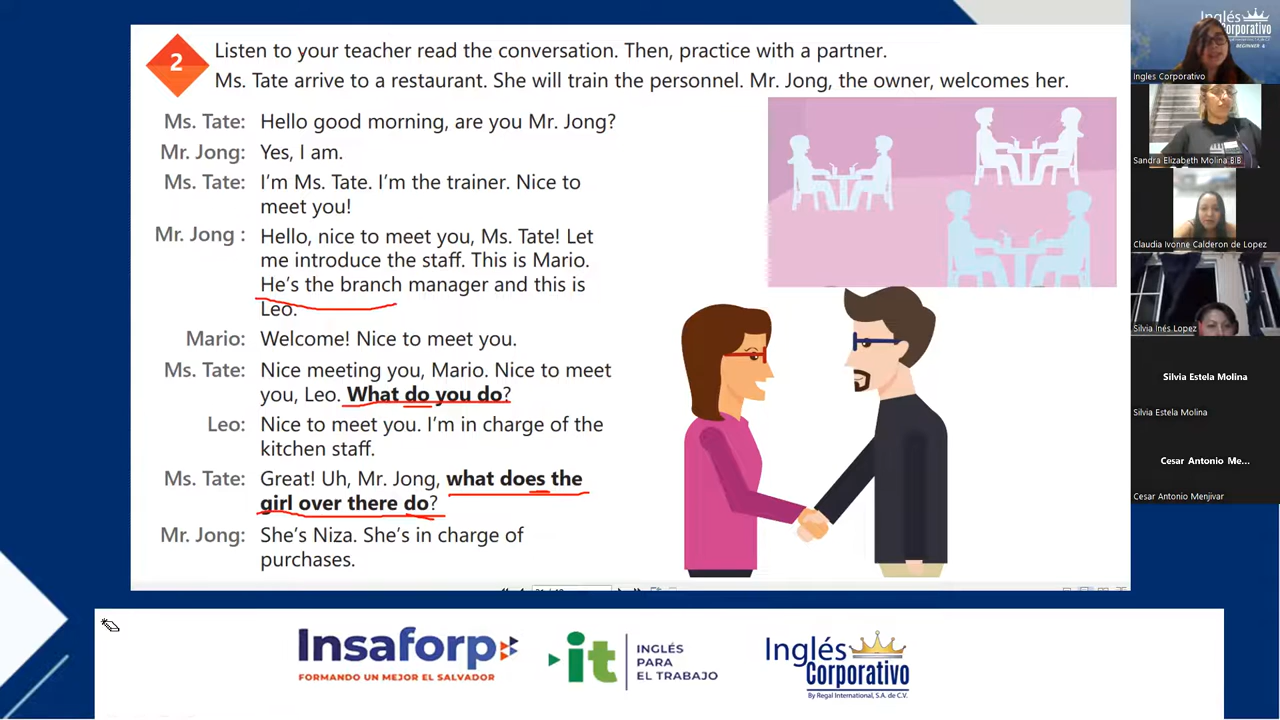 2
Listen to your teacher read the conversation. Then, practice with a partner.
Ms. Tate arrive to a restaurant. She will train the personnel. Mr. Jong, the owner, welcomes her.
Ms. Tate: Hello good morning, are you Mr. Jong?
Mr. Jong: Yes, I am.
Ms. Tate: I'm Ms. Tate. I'm the trainer. Nice to
meet you!
Mr. Jong : Hello, nice to meet you, Ms. Tate! Let
me introduce the staff. This is Mario.
He's the branch manager and this is
Leo.
Mario: Welcome! Nice to meet you.
Ms. Tate: Nice meeting you, Mario. Nice to meet
you, Leo. What do you do?
Leo: Nice to meet you. I'm in charge of the
kitchen staff.
Ms. Tate: Great! Uh, Mr. Jong, what does the
girl over there do?
Mr. Jong: She's Niza. She's in charge of
purchases.
Insaforp
FORMANDO UN MEJOR EL SALVADOR
it
INGLÉS
PARA
EL TRABAJO
Inglés
Corporativo
By Regal International, S.A. de C.V.
Inglés
Corporativo
BEGINNER 4
Ingles Corporativo
Sandra Elizabeth Molina BIB
Claudia Ivonne Calderon de Lopez
Silvia Inés Lopez
Silvia Estela Molina
Silvia Estela Molina
Cesar Antonio Me...
Cesar Antonio Menjivar